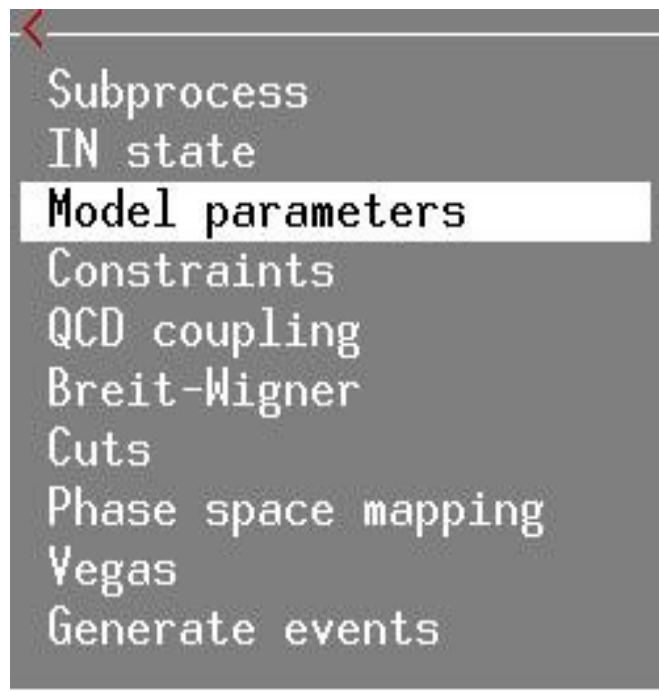 Subprocess
IN state
Model parameters
Constraints
QCD coupling
Breit-Wigner
Cuts
Phase space mapping
Vegas
Generate events